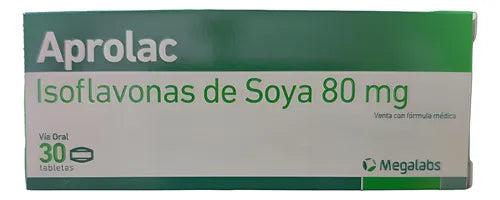 Aprolac
Isoflavonas de Soya 80 mg
Venta con fórmula médica
Vía Oral
30
tabletas
Megalabs